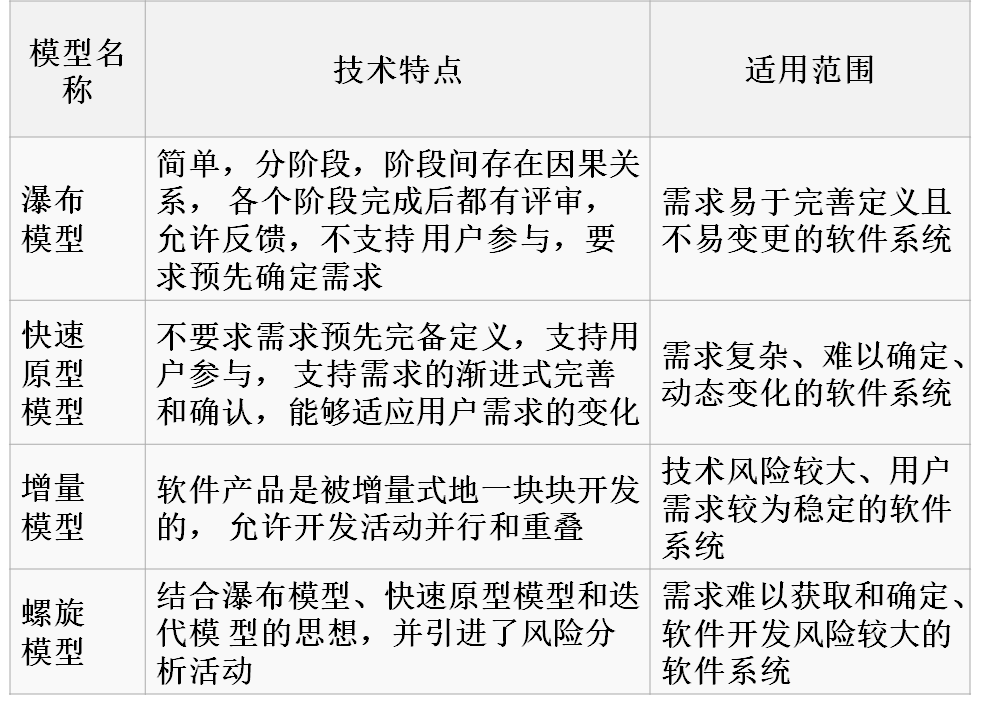 模型名
称
技术特点
适用范围
瀑布
模型
简单，分阶段，阶段间存在因果关
系， 各个阶段完成后都有评审，
允许反馈，不支持用户参与，要
求预先确定需求
需求易于完善定义且
不易变更的软件系统
快速
原型
模型
不要求需求预先完备定义，支持用
户参与， 支持需求的渐进式完善
和确认，能够适应用户需求的变化
需求复杂、难以确定、
动态变化的软件系统
增量
模型
软件产品是被增量式地一块块开发
的， 允许开发活动并行和重叠
技术风险较大、用户
需求较为稳定的软件
系统
螺旋
模型
结合瀑布模型、快速原型模型和迭
代模 型的思想，并引进了风险分
析活动
需求难以获取和确定、
软件开发风险较大的
软件系统